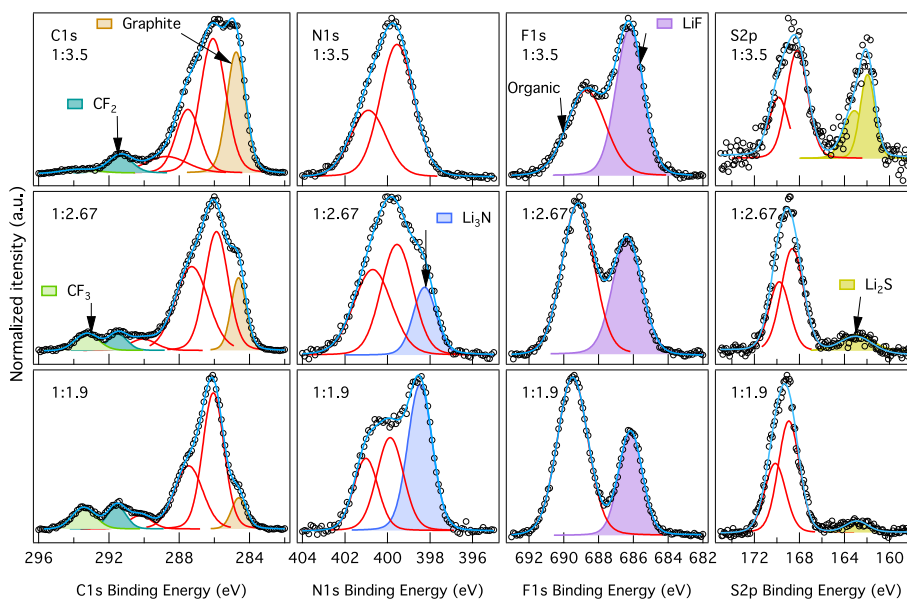 C1s
1:3.5
Graphite
CF2
N1s
1:3.5
F1s
1:3.5
LiF
Organic
S2p
1:3.5
1:2.67
CF3
1:2.67
Li3N
1:2.67
1:2.67
Li2S
1:1.9
1:1.9
1:1.9
1:1.9
Normalized itensity (a.u.)
296 292 288 284
404 402 400 398 396
692 690 688 686 684 682
172 168 164 160
C1s Binding Energy (eV)
N1s Binding Energy (eV)
F1s Binding Energy (eV)
S2p Binding Energy (eV)